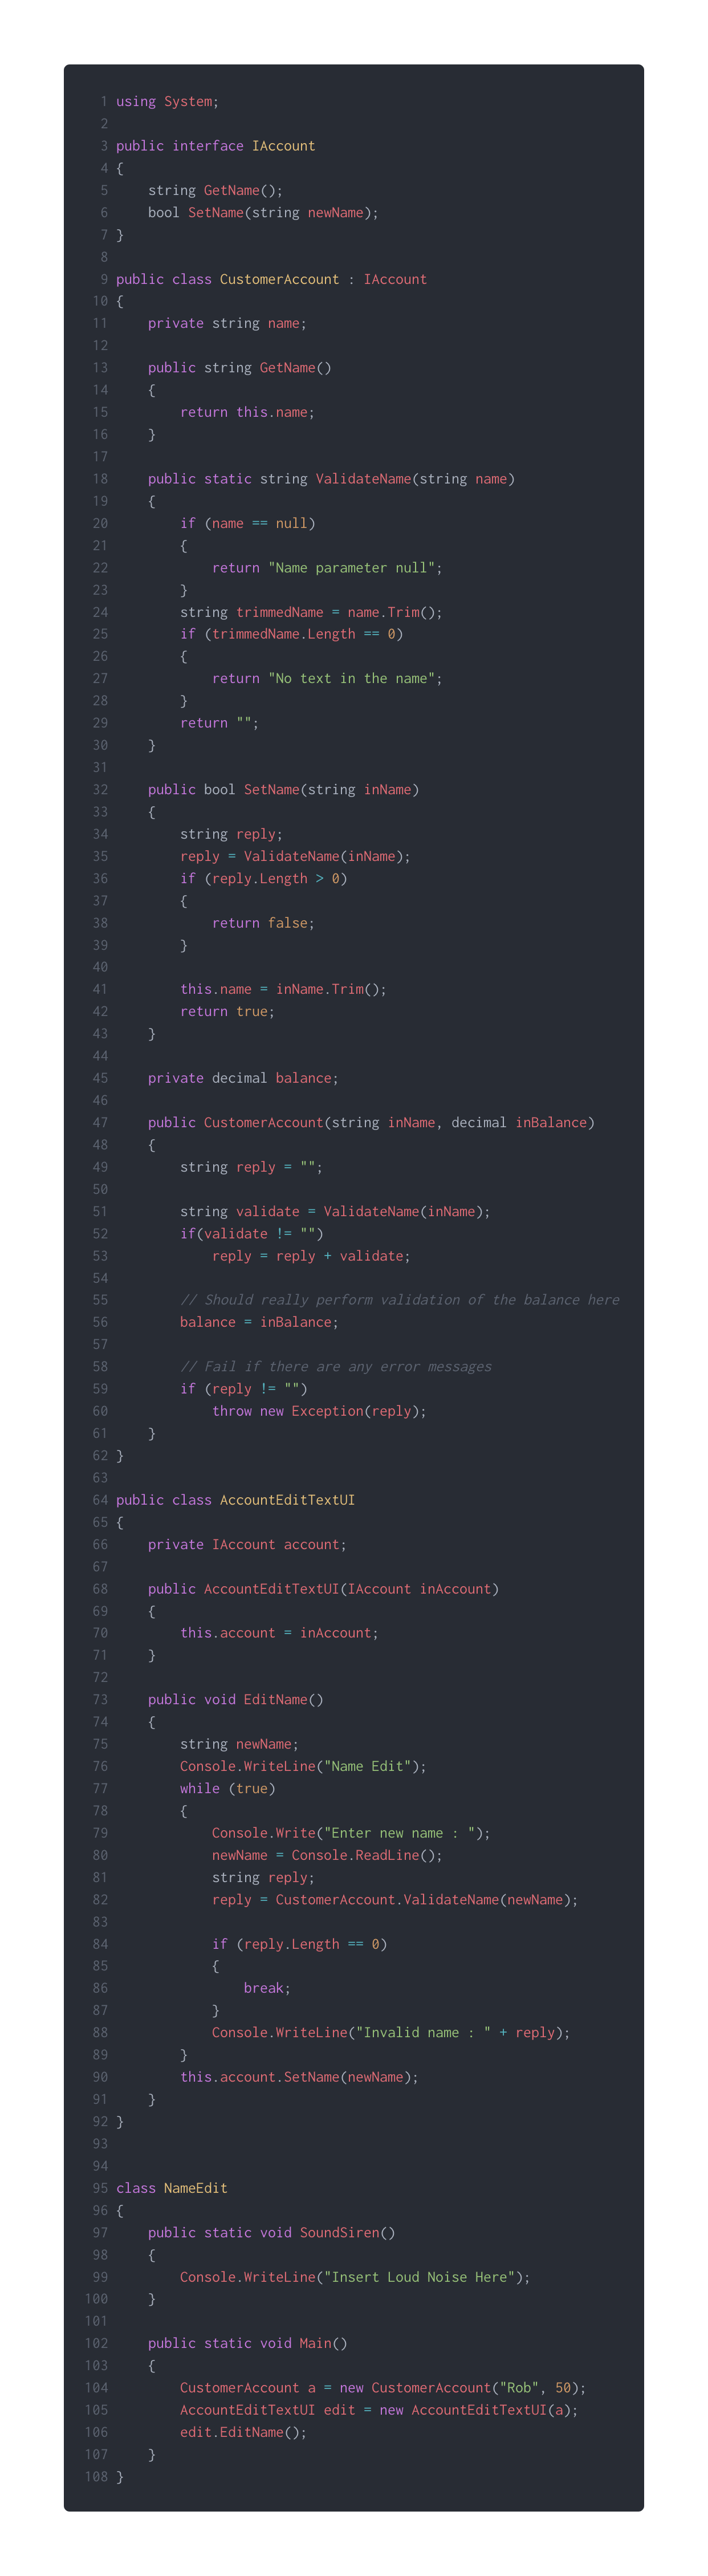 1 using System;
2
3 public interface IAccount
4 {
5     string GetName();
6     bool SetName(string newName);
7 }
8
9 public class CustomerAccount : IAccount
10 {
11     private string name;
12
13     public string GetName()
14     {
15         return this.name;
16     }
17
18     public static string ValidateName(string name)
19     {
20         if (name == null)
21         {
22             return "Name parameter null";
23         }
24         string trimmedName = name.Trim();
25         if (trimmedName.Length == 0)
26         {
27             return "No text in the name";
28         }
29         return "";
30     }
31
32     public bool SetName(string inName)
33     {
34         string reply;
35         reply = ValidateName(inName);
36         if (reply.Length > 0)
37         {
38             return false;
39         }
40
41         this.name = inName.Trim();
42         return true;
43     }
44
45     private decimal balance;
46
47     public CustomerAccount(string inName, decimal inBalance)
48     {
49         string reply = "";
50
51         string validate = ValidateName(inName);
52         if(validate != "")
53             reply = reply + validate;
54
55         // Should really perform validation of the balance here
56         balance = inBalance;
57
58         // Fail if there are any error messages
59         if (reply != "")
60             throw new Exception(reply);
61     }
62 }
63
64 public class AccountEditTextUI
65 {
66     private IAccount account;
67
68     public AccountEditTextUI(IAccount inAccount)
69     {
70         this.account = inAccount;
71     }
72
73     public void EditName()
74     {
75         string newName;
76         Console.WriteLine("Name Edit");
77         while (true)
78         {
79             Console.Write("Enter new name : ");
80             newName = Console.ReadLine();
81             string reply;
82             reply = CustomerAccount.ValidateName(newName);
83
84             if (reply.Length == 0)
85             {
86                 break;
87             }
88             Console.WriteLine("Invalid name : " + reply);
89         }
90         this.account.SetName(newName);
91     }
92 }
93
94
95 class NameEdit
96 {
97     public static void SoundSiren()
98     {
99         Console.WriteLine("Insert Loud Noise Here");
100     }
101
102     public static void Main()
103     {
104         CustomerAccount a = new CustomerAccount("Rob", 50);
105         AccountEditTextUI edit = new AccountEditTextUI(a);
106         edit.EditName();
107     }
108 }